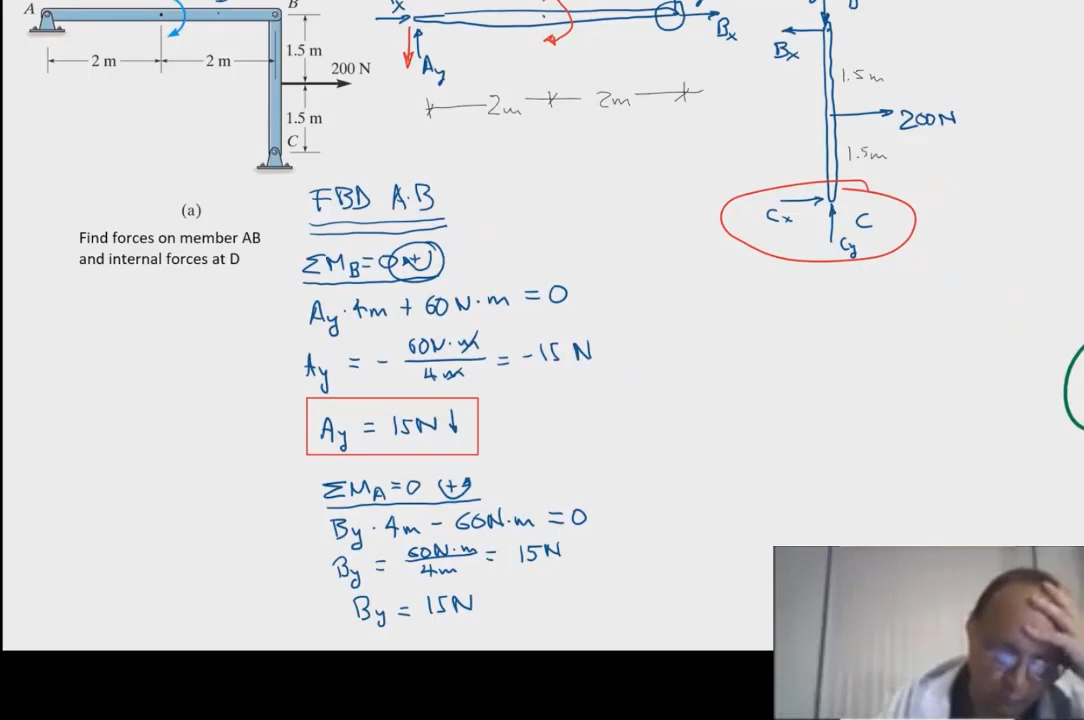 A
B
2 m
2 m
1.5 m
200 N
1.5 m
C
(a)
Find forces on member AB
and internal forces at D
Ay
Bx
2m
2m
Bx
1.5m
200N
1.5m
Cx
C
Cy
FBD A.B
ΣMB=0
Ay · 4m + 60 N·m = 0
Ay = - 60N·m / 4m = -15 N
Ay = 15N ↓
ΣMA=0 (+
By · 4m - 60N·m = 0
By = 60N·m / 4m = 15N
By = 15N